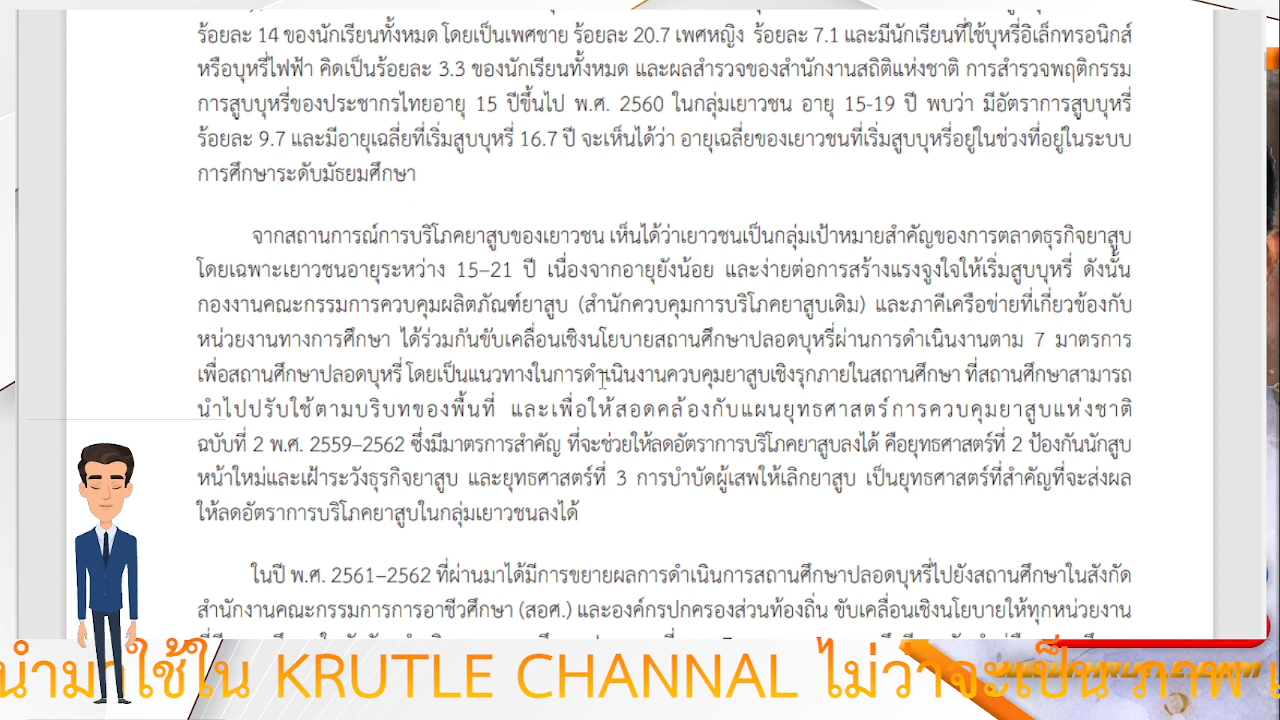 ร้อยละ 14 ของนักเรียนทั้งหมด โดยเป็นเพศชาย ร้อยละ 20.7 เพศหญิง ร้อยละ 7.1 และมีนักเรียนที่ใช้บุหรี่อิเล็กทรอนิกส์
หรือบุหรี่ไฟฟ้า คิดเป็นร้อยละ 3.3 ของนักเรียนทั้งหมด และผลสำรวจของสำนักงานสถิติแห่งชาติ การสำรวจพฤติกรรม
การสูบบุหรี่ของประชากรไทยอายุ 15 ปีขึ้นไป พ.ศ. 2560 ในกลุ่มเยาวชน อายุ 15-19 ปี พบว่า มีอัตราการสูบบุหรี่
ร้อยละ 9.7 และมีอายุเฉลี่ยที่เริ่มสูบบุหรี่ 16.7 ปี จะเห็นได้ว่า อายุเฉลี่ยของเยาวชนที่เริ่มสูบบุหรี่อยู่ในช่วงที่อยู่ในระบบ
การศึกษาระดับมัธยมศึกษา
จากสถานการณ์การบริโภคยาสูบของเยาวชน เห็นได้ว่าเยาวชนเป็นกลุ่มเป้าหมายสำคัญของการตลาดธุรกิจยาสูบ
โดยเฉพาะเยาวชนอายุระหว่าง 15–21 ปี เนื่องจากอายุยังน้อย และง่ายต่อการสร้างแรงจูงใจให้เริ่มสูบบุหรี่ ดังนั้น
กองงานคณะกรรมการควบคุมผลิตภัณฑ์ยาสูบ (สำนักควบคุมการบริโภคยาสูบเดิม) และภาคีเครือข่ายที่เกี่ยวข้องกับ
หน่วยงานทางการศึกษา ได้ร่วมกันขับเคลื่อนเชิงนโยบายสถานศึกษาปลอดบุหรี่ผ่านการดำเนินงานตาม 7 มาตรการ
เพื่อสถานศึกษาปลอดบุหรี่ โดยเป็นแนวทางในการดำเนินงานควบคุมยาสูบเชิงรุกภายในสถานศึกษา ที่สถานศึกษาสามารถ
นำไปปรับใช้ตามบริบทของพื้นที่ และเพื่อให้สอดคล้องกับแผนยุทธศาสตร์การควบคุมยาสูบแห่งชาติ
ฉบับที่ 2 พ.ศ. 2559–2562 ซึ่งมีมาตรการสำคัญ ที่จะช่วยให้ลดอัตราการบริโภคยาสูบลงได้ คือยุทธศาสตร์ที่ 2 ป้องกันนักสูบ
หน้าใหม่และเฝ้าระวังธุรกิจยาสูบ และยุทธศาสตร์ที่ 3 การบำบัดผู้เสพให้เลิกยาสูบ เป็นยุทธศาสตร์ที่สำคัญที่จะส่งผล
ให้ลดอัตราการบริโภคยาสูบในกลุ่มเยาวชนลงได้
ในปี พ.ศ. 2561–2562 ที่ผ่านมาได้มีการขยายผลการดำเนินการสถานศึกษาปลอดบุหรี่ไปยังสถานศึกษาในสังกัด
สำนักงานคณะกรรมการการอาชีวศึกษา (สอศ.) และองค์กรปกครองส่วนท้องถิ่น ขับเคลื่อนเชิงนโยบายให้ทุกหน่วยงาน
นำมาใช้ใน KRUTLE CHANNAL ไม่ว่าจะเป็น ภาพ